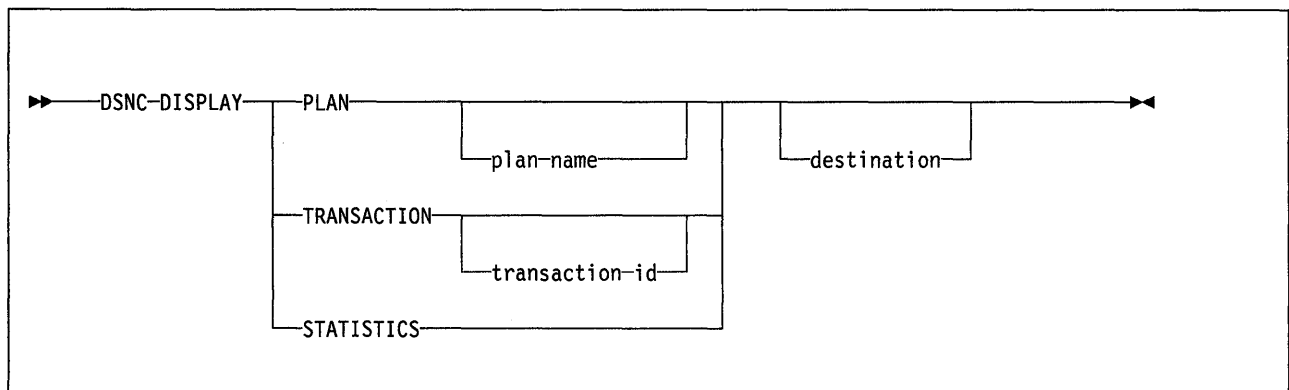 DSNC DISPLAY PLAN
plan name destination
TRANSACTION
transaction id
STATISTICS